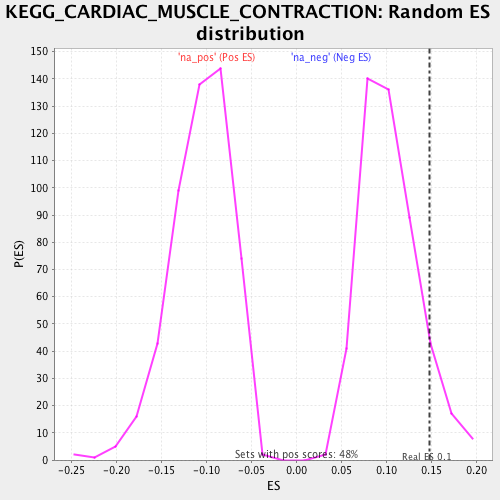 KEGG_CARDIAC_MUSCLE_CONTRACTION: Random ES
distribution
'na_pos' (Pos ES)
'na_neg' (Neg ES)
150
140
130
120
110
100
90
80
70
60
50
40
30
20
10
0
P(ES)
Sets with pos scores: 48%
Real ES 0.1
-0.25 -0.20 -0.15 -0.10 -0.05 0.00 0.05 0.10 0.15 0.20
ES